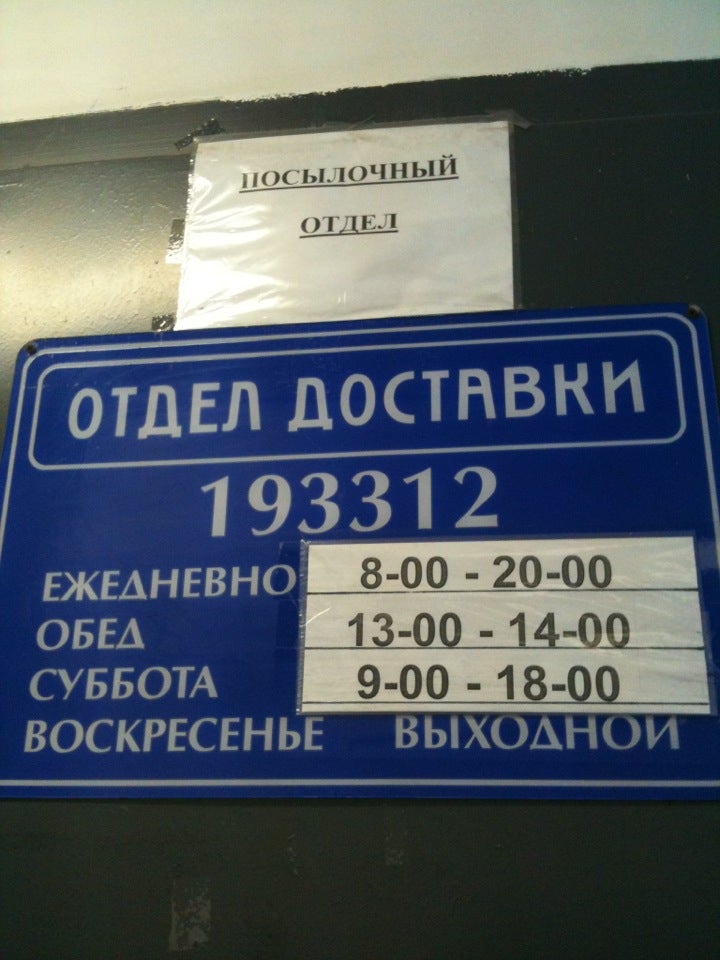 ПОСЫЛОЧНЫЙ
ОТДЕЛ
ОТДЕЛ ДОСТАВКИ
193312
ЕЖЕДНЕВНО 8-00 - 20-00
ОБЕД 13-00 - 14-00
СУББОТА 9-00 - 18-00
ВОСКРЕСЕНЬЕ ВЫХОДНОЙ